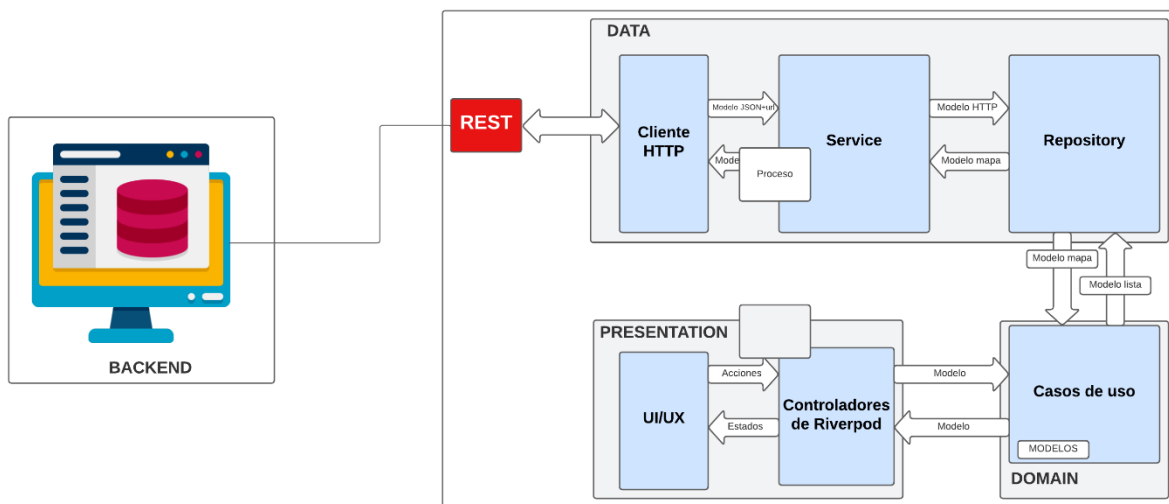 DATA
REST
Cliente
HTTP
Modelo JSON+url
Service
Modelo HTTP
Repository
Proceso
Modelo mapa
Modelo mapa
Modelo lista
BACKEND
PRESENTATION
UI/UX
Acciones
Estados
Controladores
de Riverpod
Modelo
Modelo
Casos de uso
MODELOS
DOMAIN